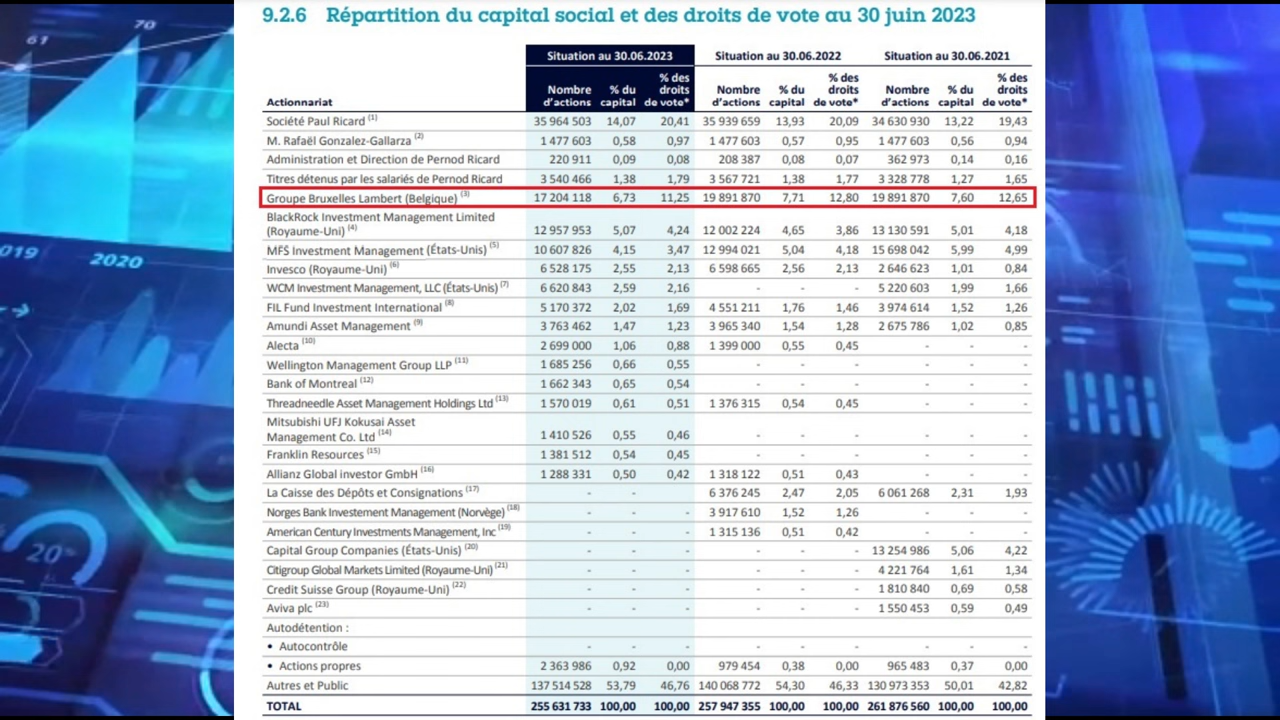 9.2.6 Répartition du capital social et des droits de vote au 30 juin 2023
Situation au 30.06.2023 Situation au 30.06.2022 Situation au 30.06.2021
Actionnariat Nombre d'actions % du capital % des droits de vote* Nombre d'actions % du capital % des droits de vote* Nombre d'actions % du capital % des droits de vote*
Société Paul Ricard (1) 35 964 503 14,07 20,41 35 939 659 13,93 20,09 34 630 930 13,22 19,43
M. Rafaël Gonzalez-Gallarza (2) 1 477 603 0,58 0,97 1 477 603 0,57 0,95 1 477 603 0,56 0,94
Administration et Direction de Pernod Ricard 220 911 0,09 0,08 208 387 0,08 0,07 362 973 0,14 0,16
Titres détenus par les salariés de Pernod Ricard 3 540 466 1,38 1,79 3 567 721 1,38 1,77 3 328 778 1,27 1,65
Groupe Bruxelles Lambert (Belgique) (3) 17 204 118 6,73 11,25 19 891 870 7,71 12,80 19 891 870 7,60 12,65
BlackRock Investment Management Limited
(Royaume-Uni) (4) 12 957 953 5,07 4,24 12 002 224 4,65 3,86 13 130 591 5,01 4,18
MFS Investment Management (États-Unis) (5) 10 607 826 4,15 3,47 12 994 021 5,04 4,18 15 698 042 5,99 4,99
Invesco (Royaume-Uni) (6) 6 528 175 2,55 2,13 6 598 665 2,56 2,13 2 646 623 1,01 0,84
WCM Investment Management, LLC (États-Unis) (7) 6 620 843 2,59 2,16 - - - 5 220 603 1,99 1,66
FIL Fund Investment International (8) 5 170 372 2,02 1,69 4 551 211 1,76 1,46 3 974 614 1,52 1,26
Amundi Asset Management (9) 3 763 462 1,47 1,23 3 965 340 1,54 1,28 2 675 786 1,02 0,85
Alecta (10) 2 699 000 1,06 0,88 1 399 000 0,55 0,45 - - -
Wellington Management Group LLP (11) 1 685 256 0,66 0,55 - - - - - -
Bank of Montreal (12) 1 662 343 0,65 0,54 - - - - - -
Threadneedle Asset Management Holdings Ltd (13) 1 570 019 0,61 0,51 1 376 315 0,54 0,45 - - -
Mitsubishi UFJ Kokusai Asset
Management Co. Ltd (14) 1 410 526 0,55 0,46 - - - - - -
Franklin Resources (15) 1 381 512 0,54 0,45 - - - - - -
Allianz Global investor GmbH (16) 1 288 331 0,50 0,42 1 318 122 0,51 0,43 - - -
La Caisse des Dépôts et Consignations (17) - - 6 376 245 2,47 2,05 6 061 268 2,31 1,93
Norges Bank Investement Management (Norvège) (18) - - 3 917 610 1,52 1,26 - - -
American Century Investments Management, Inc (19) - - 1 315 136 0,51 0,42 - - -
Capital Group Companies (États-Unis) (20) - - - - - - 13 254 986 5,06 4,22
Citigroup Global Markets Limited (Royaume-Uni) (21) - - - - - - 4 221 764 1,61 1,34
Credit Suisse Group (Royaume-Uni) (22) - - - - - - 1 810 840 0,69 0,58
Aviva plc (23) - - - - - - 1 550 453 0,59 0,49
Autodétention :
• Autocontrôle - - - - - - - - -
• Actions propres 2 363 986 0,92 0,00 979 454 0,38 0,00 965 483 0,37 0,00
Autres et Public 137 514 528 53,79 46,76 140 068 772 54,30 46,33 130 973 353 50,01 42,82
TOTAL 255 631 733 100,00 100,00 257 947 355 100,00 100,00 261 876 560 100,00 100,00
61
70
2019
2020
20%